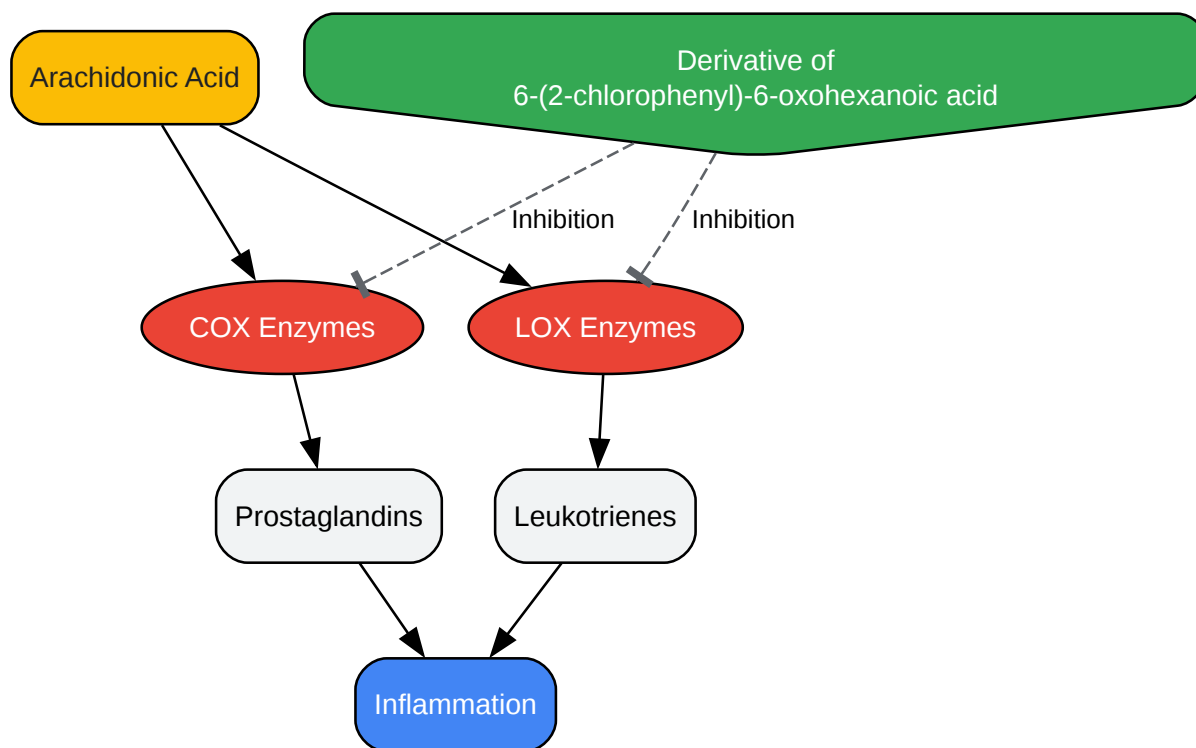 Arachidonic Acid
Derivative of
6-(2-chlorophenyl)-6-oxohexanoic acid
Inhibition
Inhibition
COX Enzymes
LOX Enzymes
Prostaglandins
Leukotrienes
Inflammation